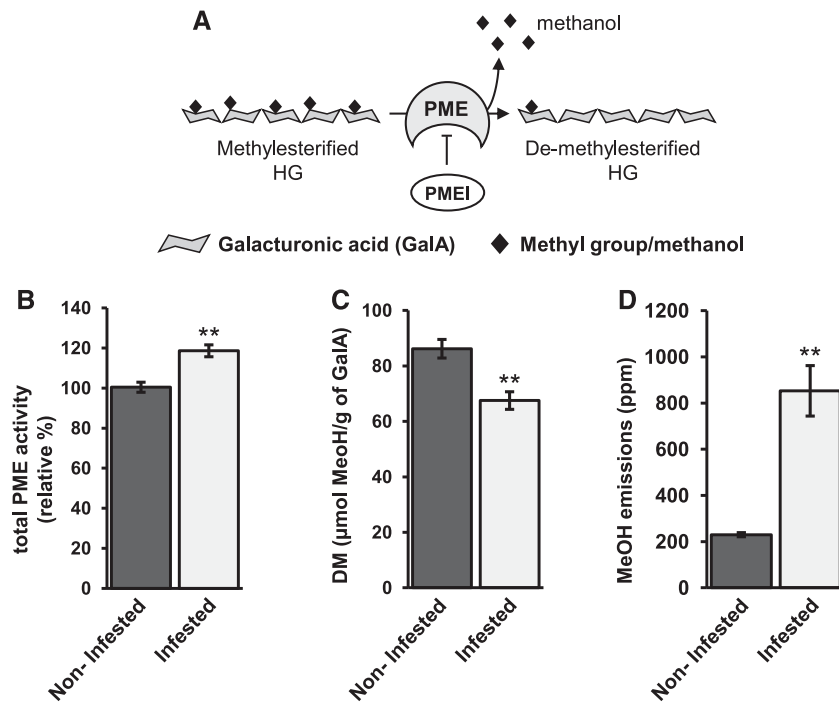 A
methanol
PME
Methylesterified
HG
De-methylesterified
HG
PMEI
Galacturonic acid (GalA)
Methyl group/methanol
B
140
120
100
80
60
40
20
0
total PME activity
(relative %)
**
Non- Infested
Infested
C
100
80
60
40
20
0
DM (µmol MeoH/g of GalA)
**
Non- Infested
Infested
D
1200
1000
800
600
400
200
0
MeOH emissions (ppm)
**
Non- Infested
Infested